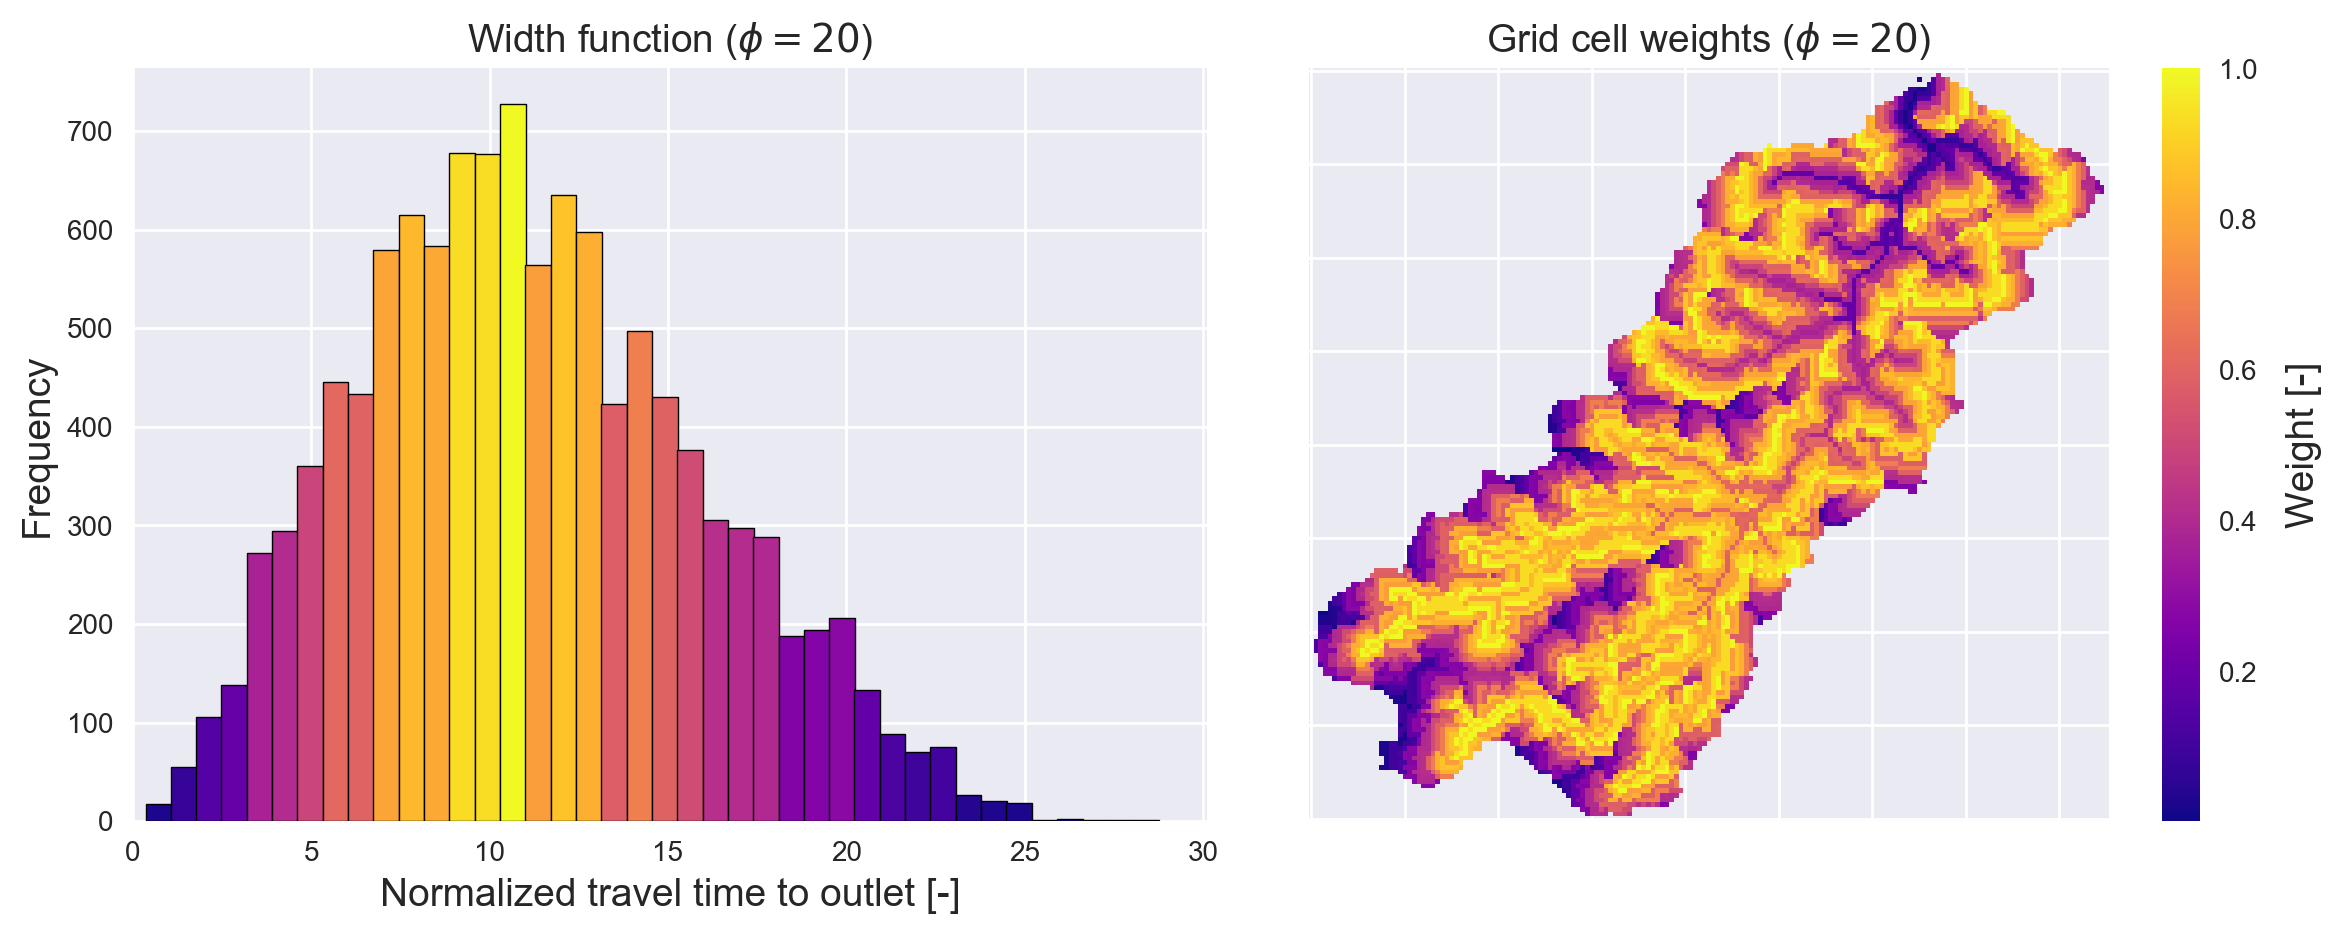 Width function (ϕ = 20)
Frequency
700
600
500
400
300
200
100
0
0 5 10 15 20 25 30
Normalized travel time to outlet [-]
Grid cell weights (ϕ = 20)
1.0
0.8
0.6
0.4
0.2
Weight [-]